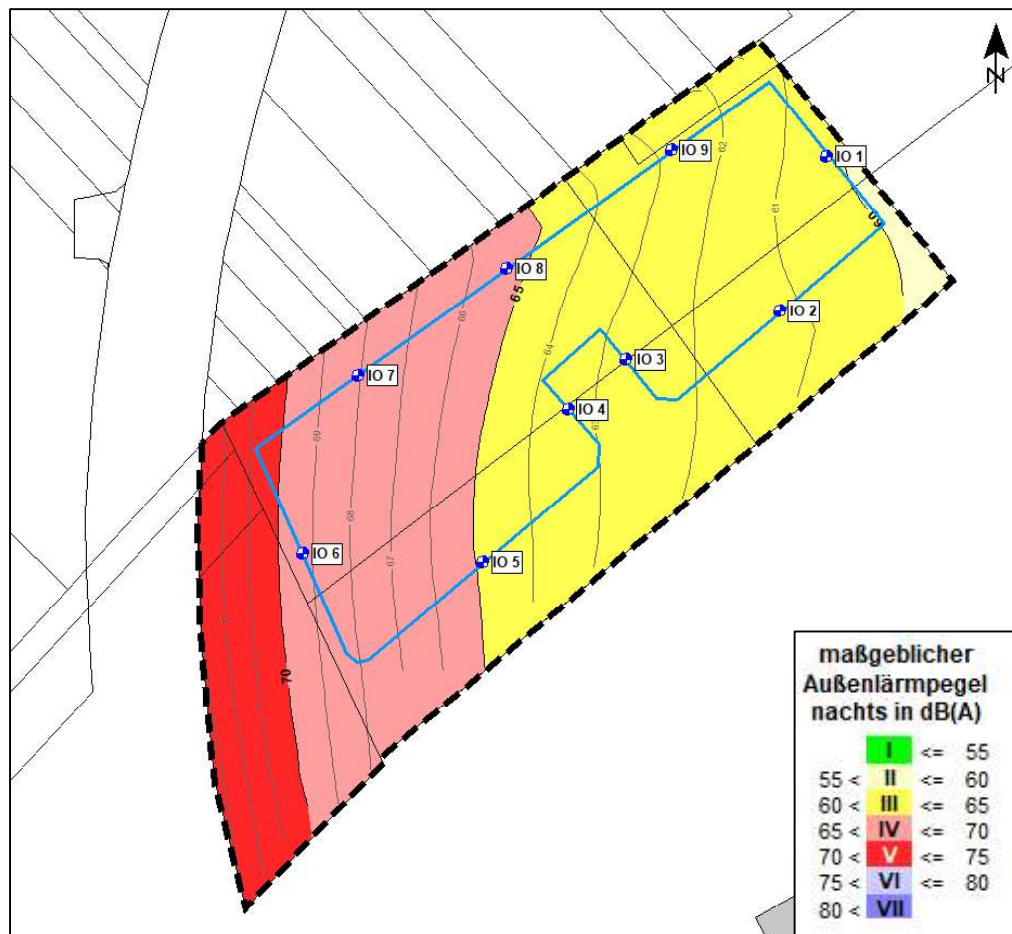 N
62
IO 9
IO 1
61
60
IO 8
65
66
IO 2
64
IO 3
IO 7
IO 4
63
69
68
IO 6
IO 5
67
70
maßgeblicher
Außenlärmpegel
nachts in dB(A)
I <= 55
55 < II <= 60
60 < III <= 65
65 < IV <= 70
70 < V <= 75
75 < VI <= 80
80 < VII